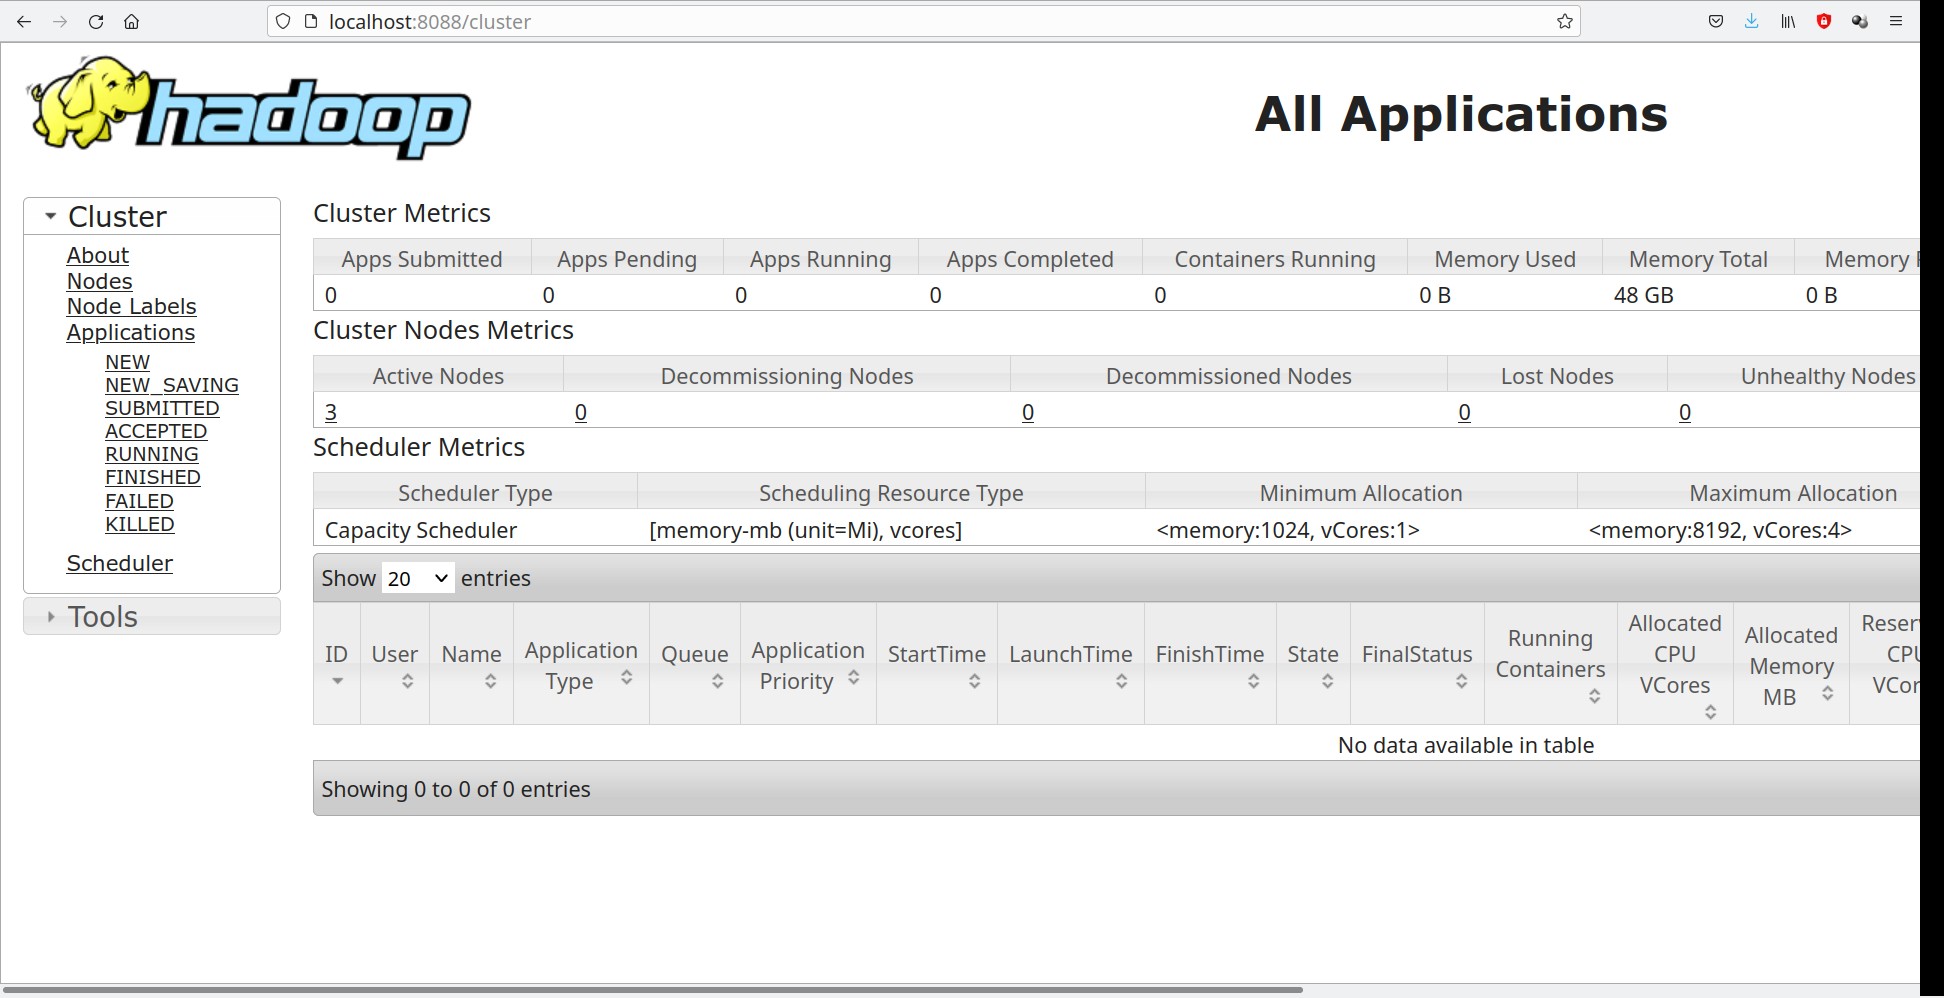 localhost:8088/cluster
hadoop
All Applications
Cluster
About
Nodes
Node Labels
Applications
NEW
NEW_SAVING
SUBMITTED
ACCEPTED
RUNNING
FINISHED
FAILED
KILLED
Scheduler
Tools
Cluster Metrics
Apps Submitted Apps Pending Apps Running Apps Completed Containers Running Memory Used Memory Total Memory
0 0 0 0 0 0 B 48 GB 0 B
Cluster Nodes Metrics
Active Nodes Decommissioning Nodes Decommissioned Nodes Lost Nodes Unhealthy Nodes
3 0 0 0 0
Scheduler Metrics
Scheduler Type Scheduling Resource Type Minimum Allocation Maximum Allocation
Capacity Scheduler [memory-mb (unit=Mi), vcores] <memory:1024, vCores:1> <memory:8192, vCores:4>
Show 20 entries
ID User Name Application Type Queue Application Priority StartTime LaunchTime FinishTime State FinalStatus Running Containers Allocated CPU VCores Allocated Memory MB
No data available in table
Showing 0 to 0 of 0 entries